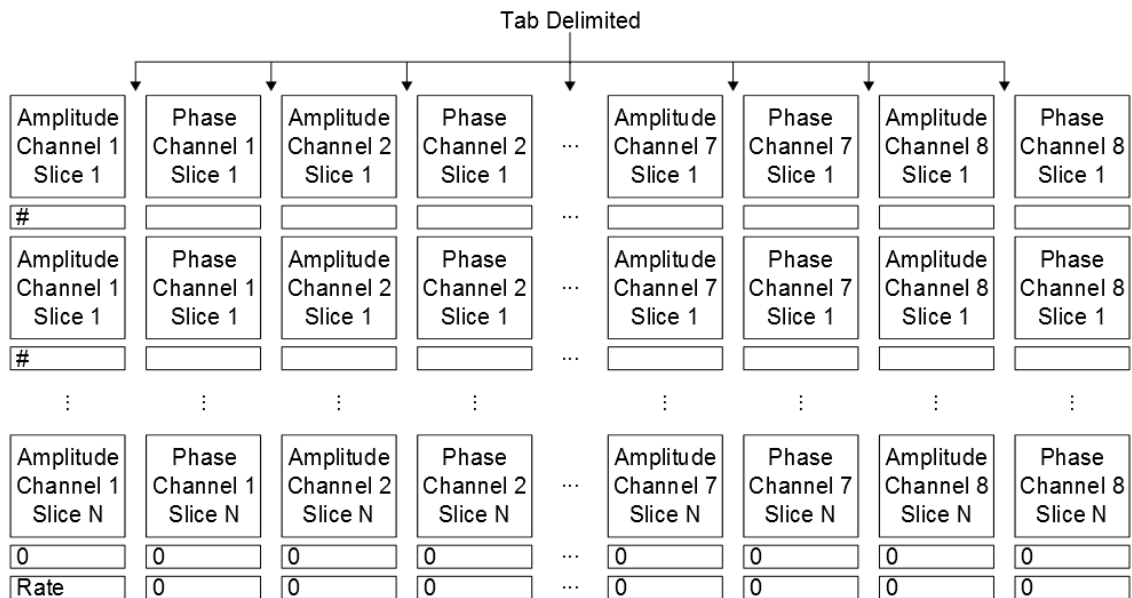 Tab Delimited
Amplitude Phase Amplitude Phase Amplitude Phase Amplitude Phase
Channel 1 Channel 1 Channel 2 Channel 2 ... Channel 7 Channel 7 Channel 8 Channel 8
Slice 1 Slice 1 Slice 1 Slice 1 Slice 1 Slice 1 Slice 1 Slice 1
# ...
Amplitude Phase Amplitude Phase Amplitude Phase Amplitude Phase
Channel 1 Channel 1 Channel 2 Channel 2 ... Channel 7 Channel 7 Channel 8 Channel 8
Slice 1 Slice 1 Slice 1 Slice 1 Slice 1 Slice 1 Slice 1 Slice 1
# ...
⋮ ⋮ ⋮ ⋮ ⋮ ⋮ ⋮ ⋮
Amplitude Phase Amplitude Phase Amplitude Phase Amplitude Phase
Channel 1 Channel 1 Channel 2 Channel 2 ... Channel 7 Channel 7 Channel 8 Channel 8
Slice N Slice N Slice N Slice N Slice N Slice N Slice N Slice N
0 0 0 0 ... 0 0 0 0
Rate 0 0 0 ... 0 0 0 0